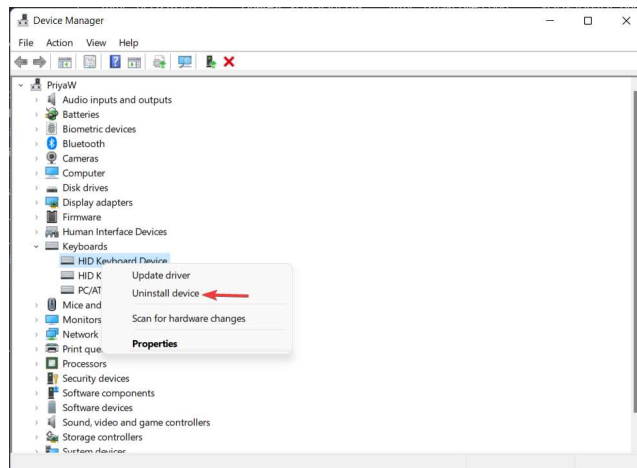 Device Manager
File Action View Help
PriyaW
Audio inputs and outputs
Batteries
Biometric devices
Bluetooth
Cameras
Computer
Disk drives
Display adapters
Firmware
Human Interface Devices
Keyboards
HID Keyboard Device
HID K
Update driver
PC/AT
Uninstall device
Mice and
Monitors
Scan for hardware changes
Network
Print que
Properties
Processors
Security devices
Software components
Software devices
Sound, video and game controllers
Storage controllers
System devices